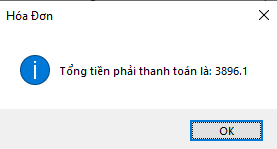 Hóa Đơn
Tổng tiền phải thanh toán là: 3896.1
OK